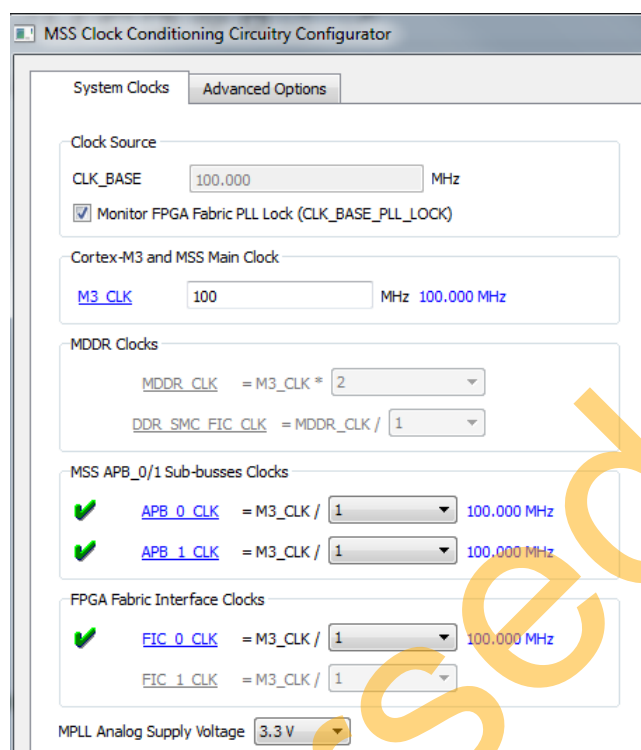 MSS Clock Conditioning Circuitry Configurator
System Clocks Advanced Options
Clock Source
CLK_BASE 100.000 MHz
Monitor FPGA Fabric PLL Lock (CLK_BASE_PLL_LOCK)
Cortex-M3 and MSS Main Clock
M3_CLK 100 MHz 100.000 MHz
MDDR Clocks
MDDR_CLK = M3_CLK * 2
DDR_SMC_FIC_CLK = MDDR_CLK / 1
MSS APB_0/1 Sub-busses Clocks
APB_0_CLK = M3_CLK / 1 100.000 MHz
APB_1_CLK = M3_CLK / 1 100.000 MHz
FPGA Fabric Interface Clocks
FIC_0_CLK = M3_CLK / 1 100.000 MHz
FIC_1_CLK = M3_CLK / 1
MPLL Analog Supply Voltage 3.3 V
sed